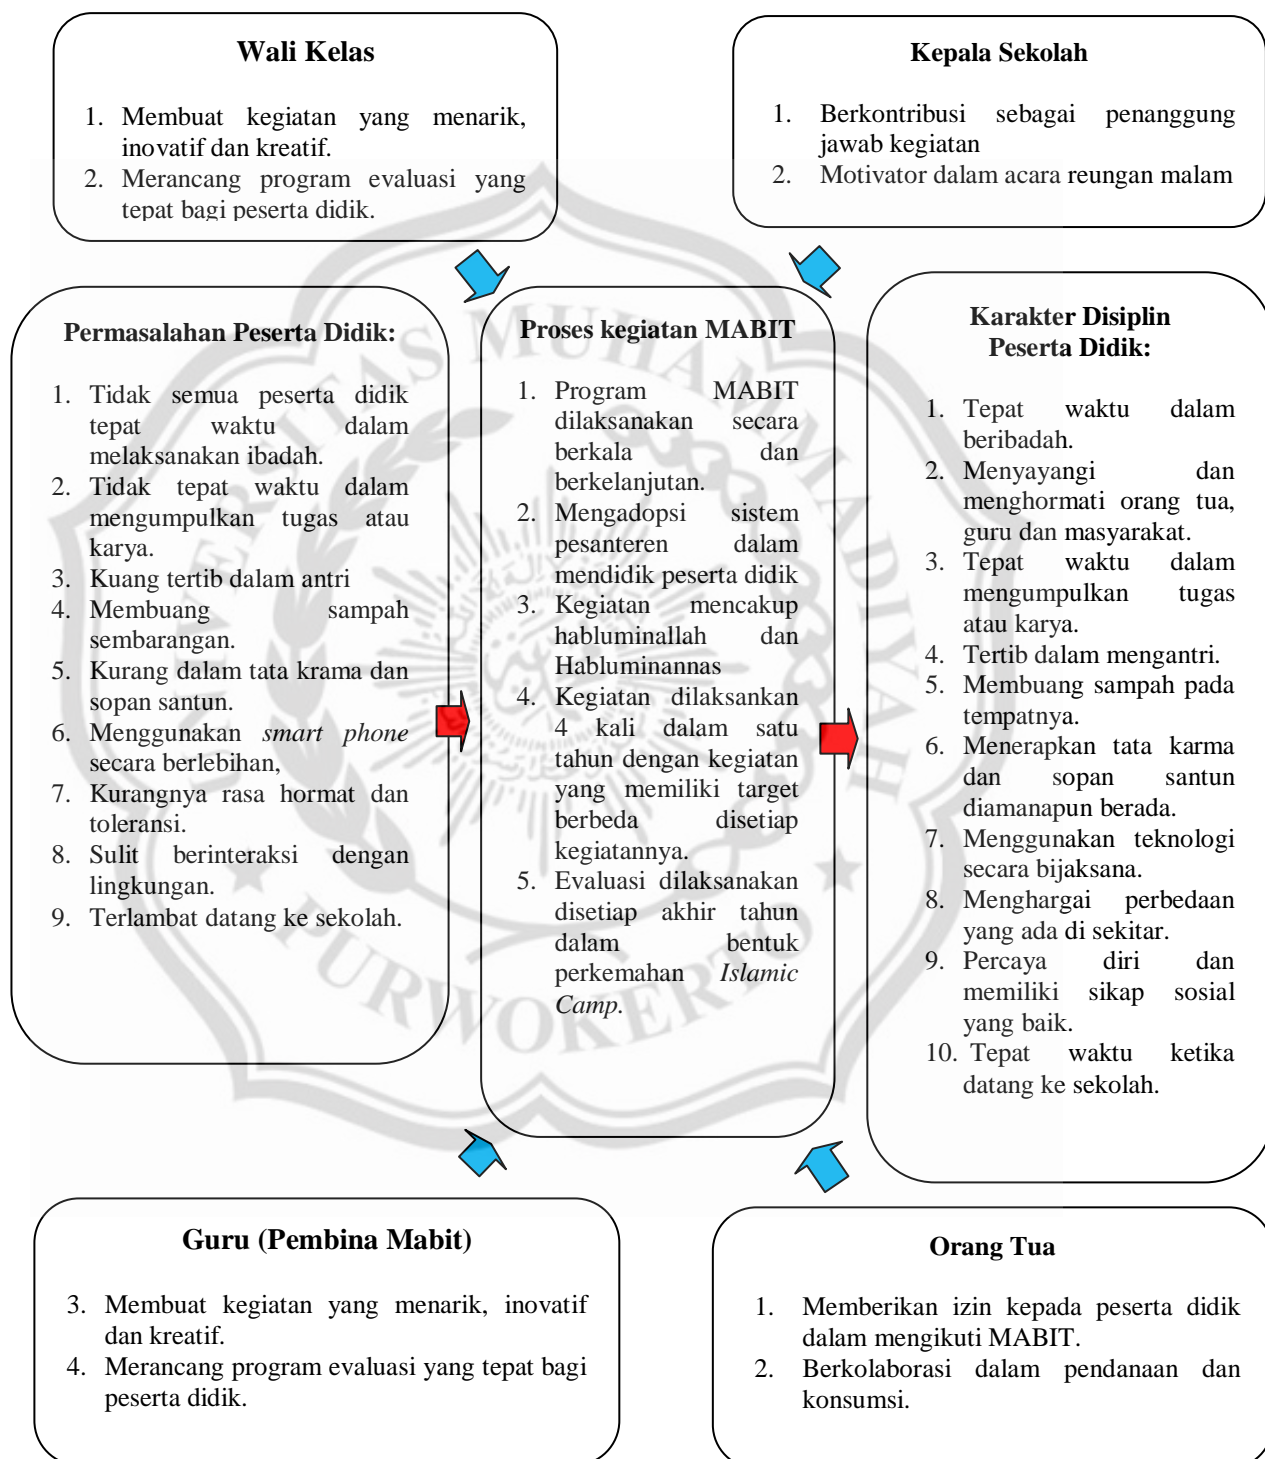 Wali Kelas
1. Membuat kegiatan yang menarik,
inovatif dan kreatif.
2. Merancang program evaluasi yang
tepat bagi peserta didik.
Kepala Sekolah
1. Berkontribusi sebagai penanggung
jawab kegiatan
2. Motivator dalam acara reungan malam
Permasalahan Peserta Didik:
1. Tidak semua peserta didik
tepat waktu dalam
melaksanakan ibadah.
2. Tidak tepat waktu dalam
mengumpulkan tugas atau
karya.
3. Kuang tertib dalam antri
4. Membuang sampah
sembarangan.
5. Kurang dalam tata krama dan
sopan santun.
6. Menggunakan smart phone
secara berlebihan,
7. Kurangnya rasa hormat dan
toleransi.
8. Sulit berinteraksi dengan
lingkungan.
9. Terlambat datang ke sekolah.
Proses kegiatan MABIT
1. Program MABIT
dilaksanakan secara
berkala dan
berkelanjutan.
2. Mengadopsi sistem
pesanteren dalam
mendidik peserta didik
3. Kegiatan mencakup
habluminallah dan
Habluminannas
4. Kegiatan dilaksankan
4 kali dalam satu
tahun dengan kegiatan
yang memiliki target
berbeda disetiap
kegiatannya.
5. Evaluasi dilaksanakan
disetiap akhir tahun
dalam bentuk
perkemahan Islamic
Camp.
Karakter Disiplin
Peserta Didik:
1. Tepat waktu dalam
beribadah.
2. Menyayangi dan
menghormati orang tua,
guru dan masyarakat.
3. Tepat waktu dalam
mengumpulkan tugas
atau karya.
4. Tertib dalam mengantri.
5. Membuang sampah pada
tempatnya.
6. Menerapkan tata karma
dan sopan santun
diamanapun berada.
7. Menggunakan teknologi
secara bijaksana.
8. Menghargai perbedaan
yang ada di sekitar.
9. Percaya diri dan
memiliki sikap sosial
yang baik.
10. Tepat waktu ketika
datang ke sekolah.
Guru (Pembina Mabit)
3. Membuat kegiatan yang menarik, inovatif
dan kreatif.
4. Merancang program evaluasi yang tepat bagi
peserta didik.
Orang Tua
1. Memberikan izin kepada peserta didik
dalam mengikuti MABIT.
2. Berkolaborasi dalam pendanaan dan
konsumsi.
UNIVERSITAS MUHAMMADIYAH
PURWOKERTO